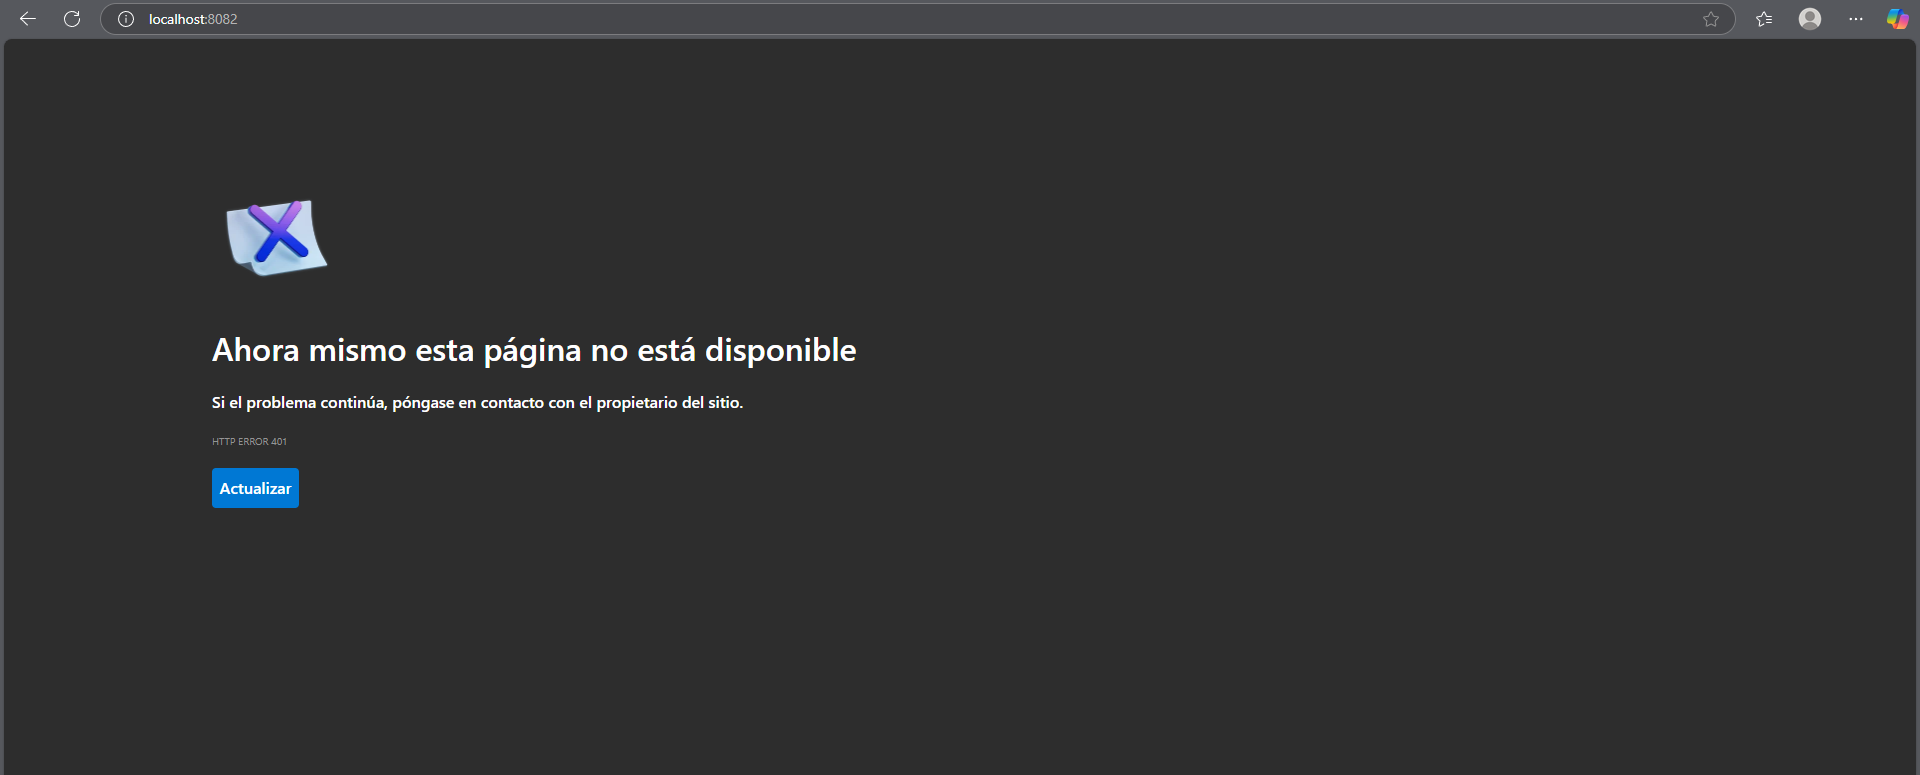 localhost:8082
Ahora mismo esta página no está disponible
Si el problema continúa, póngase en contacto con el propietario del sitio.
HTTP ERROR 401
Actualizar